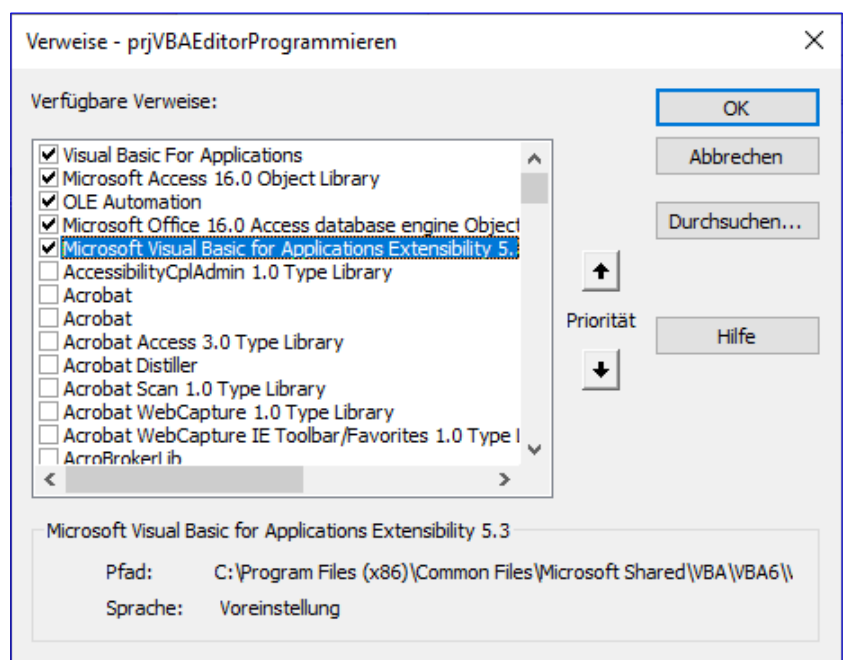 Verweise - prjVBAEditorProgrammieren
Verfügbare Verweise:
OK
Visual Basic For Applications
Abbrechen
Microsoft Access 16.0 Object Library
OLE Automation
Microsoft Office 16.0 Access database engine Object
Durchsuchen...
Microsoft Visual Basic for Applications Extensibility 5.
AccessibilityCplAdmin 1.0 Type Library
Acrobat
Acrobat
Priorität
Acrobat Access 3.0 Type Library
Hilfe
Acrobat Distiller
Acrobat Scan 1.0 Type Library
Acrobat WebCapture 1.0 Type Library
Acrobat WebCapture IE Toolbar/Favorites 1.0 Type l
AcroBrokerLib
Microsoft Visual Basic for Applications Extensibility 5.3
Pfad: C:\Program Files (x86)\Common Files\Microsoft Shared\VBA\VBA6\\
Sprache: Voreinstellung